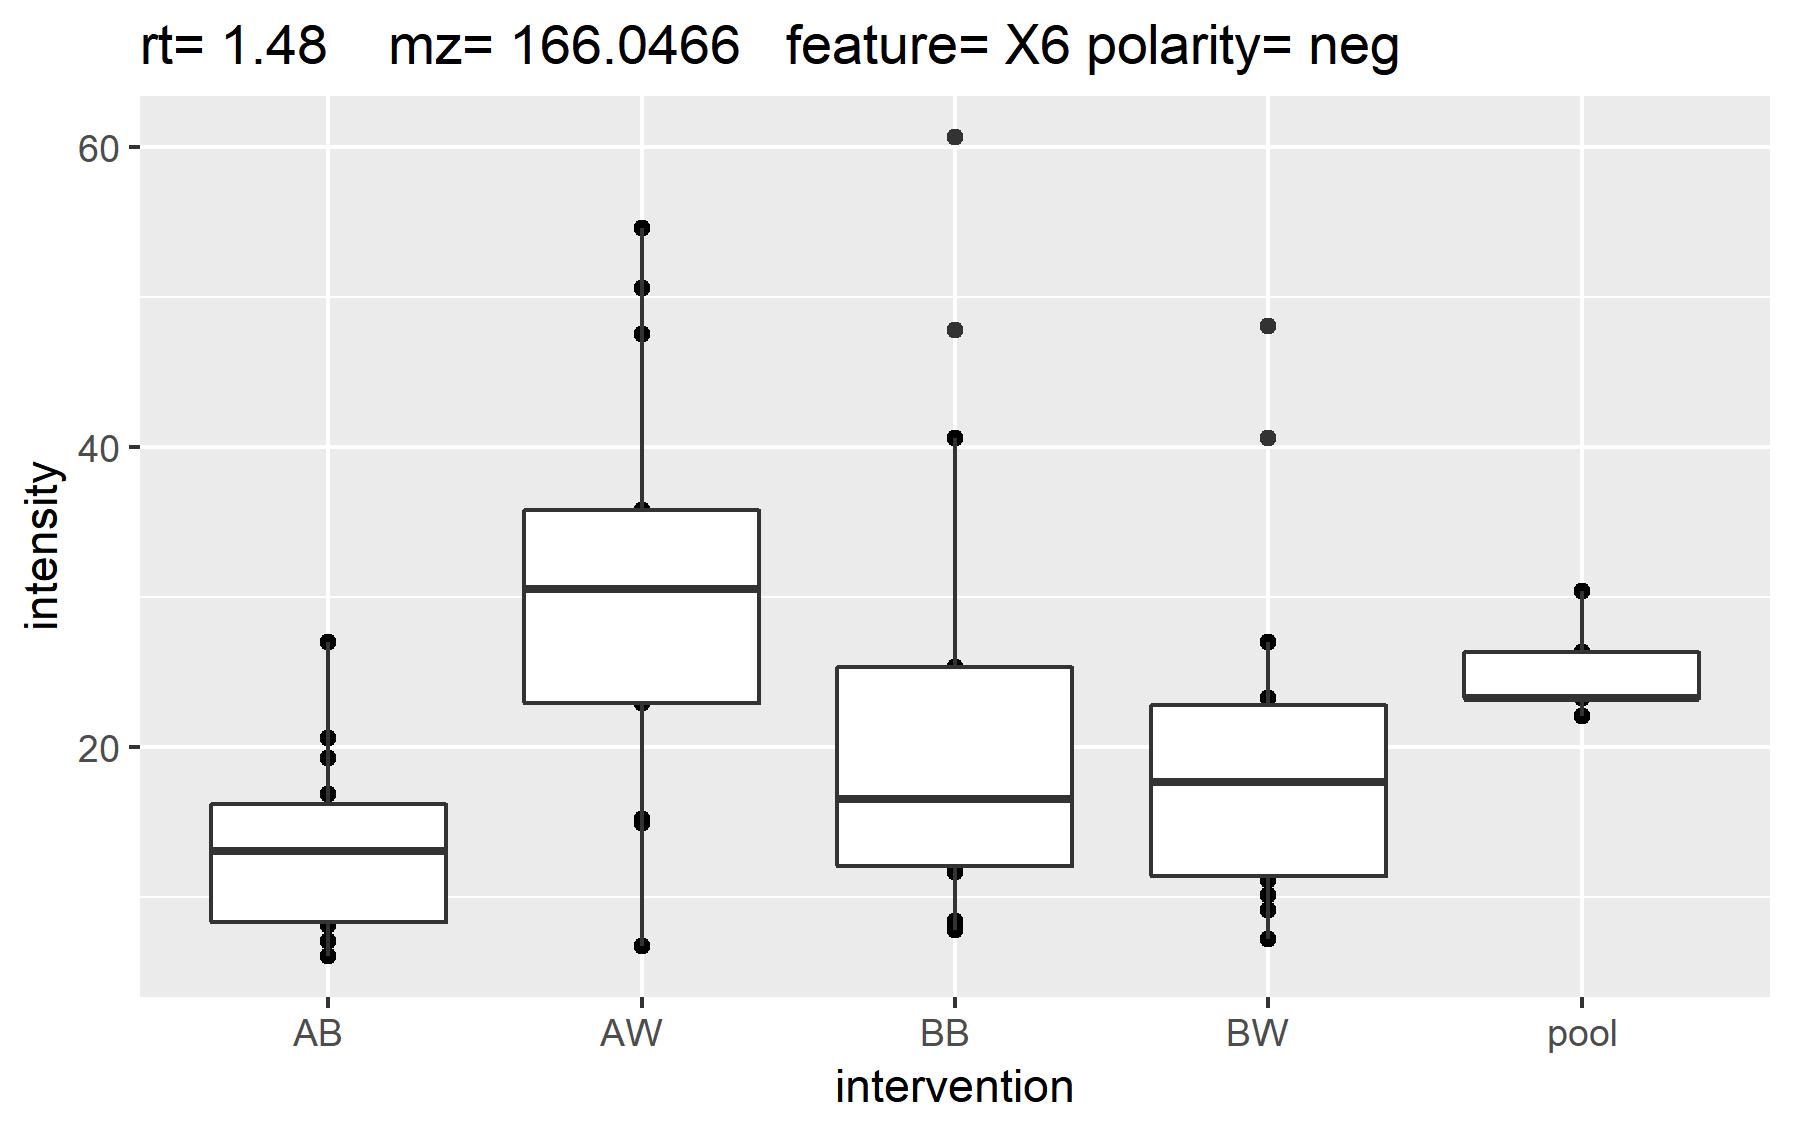 rt= 1.48    mz= 166.0466   feature= X6 polarity= neg
60
40
20
intensity
AB AW BB BW pool
intervention